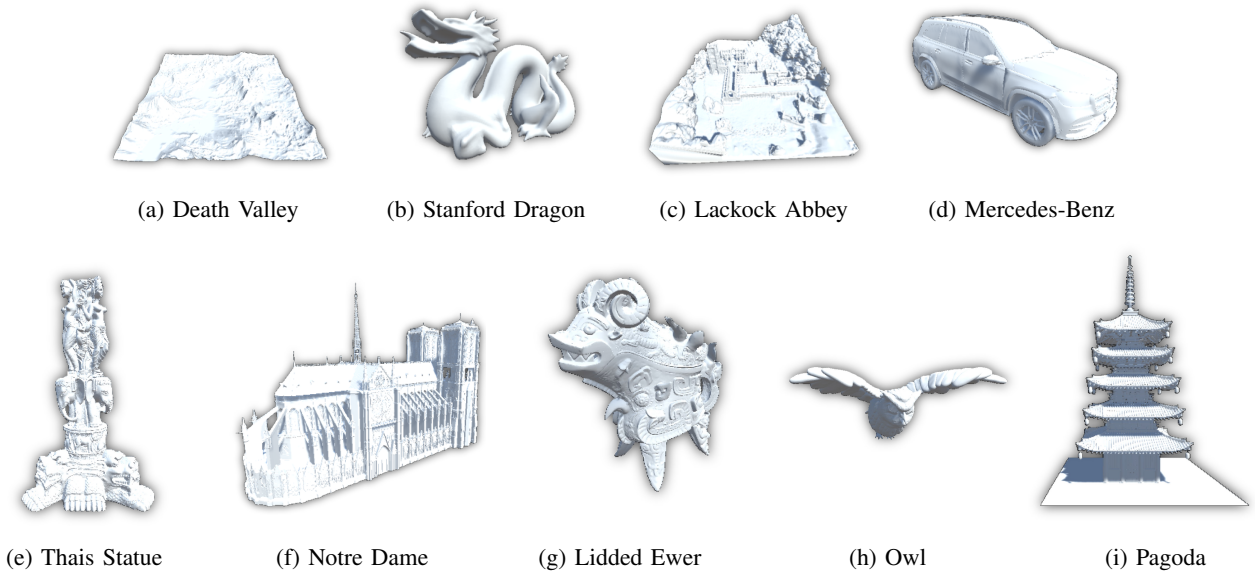 (a) Death Valley
(b) Stanford Dragon
(c) Lackock Abbey
(d) Mercedes-Benz
(e) Thais Statue
(f) Notre Dame
(g) Lidded Ewer
(h) Owl
(i) Pagoda